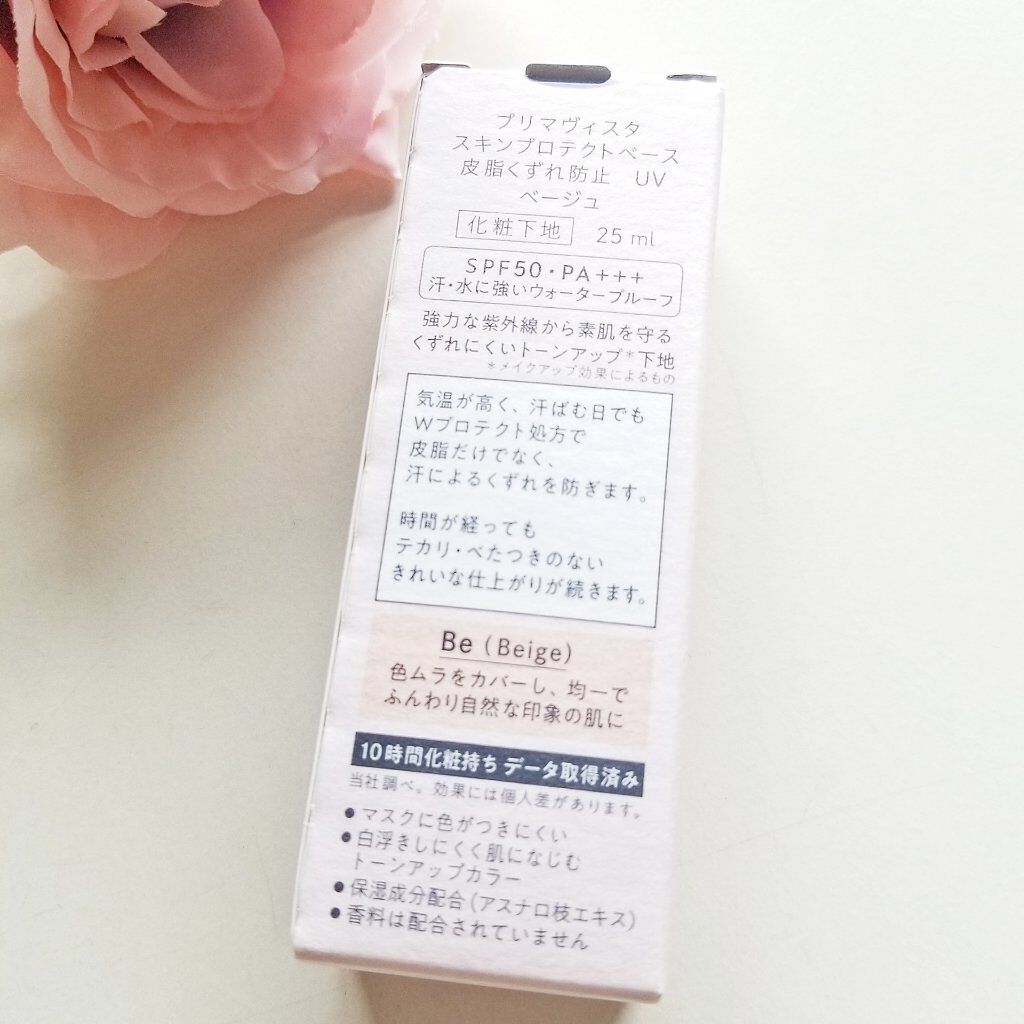 プリマヴィスタ
スキンプロテクトベース
皮脂くずれ防止 UV
ベージュ
化粧下地 25 ml
SPF50・PA+++
汗・水に強いウォータープルーフ
強力な紫外線から素肌を守る
くずれにくいトーンアップ*下地
*メイクアップ効果によるもの
気温が高く、汗ばむ日でも
Wプロテクト処方で
皮脂だけでなく、
汗によるくずれを防ぎます。
時間が経っても
テカリ・べたつきのない
きれいな仕上がりが続きます。
Be (Beige)
色ムラをカバーし、均一で
ふんわり自然な印象の肌に
10時間化粧持ち データ取得済み
当社調べ。効果には個人差があります。
●マスクに色がつきにくい
●白浮きしにくく肌になじむ
トーンアップカラー
●保湿成分配合(アスナロ枝エキス)
●香料は配合されていません